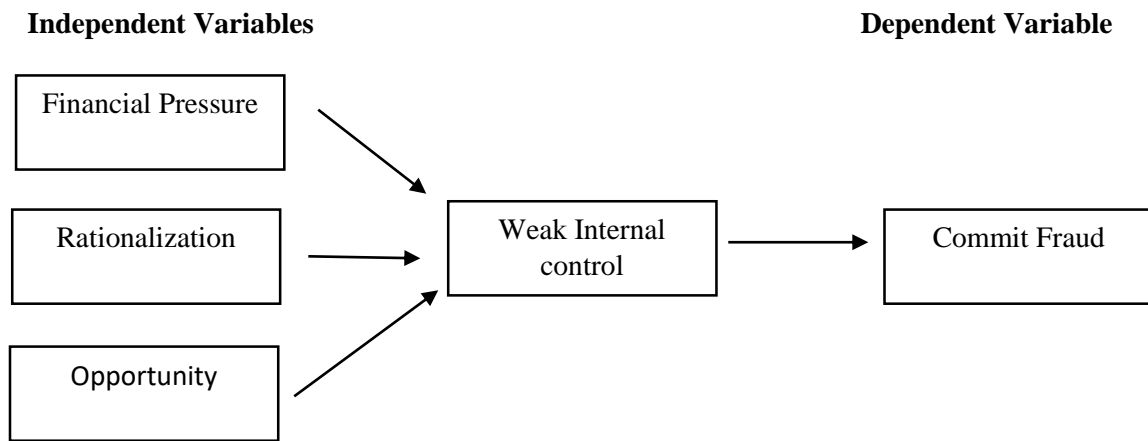 Independent Variables
Dependent Variable
Financial Pressure
Rationalization
Weak Internal
control
Commit Fraud
Opportunity